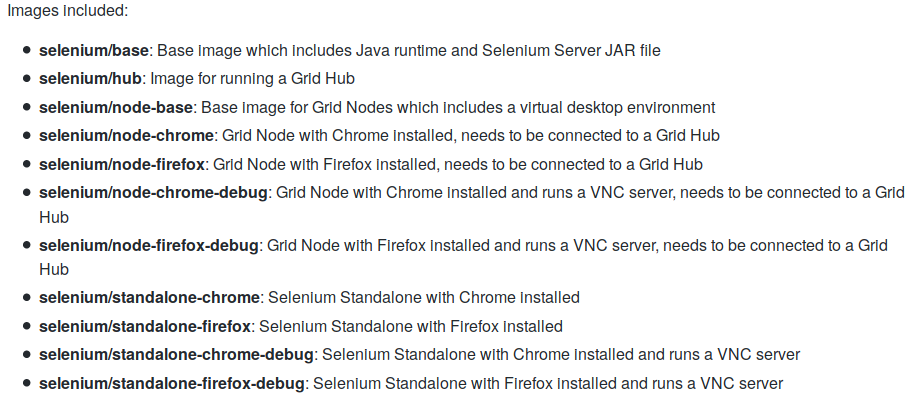 Images included:
selenium/base: Base image which includes Java runtime and Selenium Server JAR file
selenium/hub: Image for running a Grid Hub
selenium/node-base: Base image for Grid Nodes which includes a virtual desktop environment
selenium/node-chrome: Grid Node with Chrome installed, needs to be connected to a Grid Hub
selenium/node-firefox: Grid Node with Firefox installed, needs to be connected to a Grid Hub
selenium/node-chrome-debug: Grid Node with Chrome installed and runs a VNC server, needs to be connected to a Grid
Hub
selenium/node-firefox-debug: Grid Node with Firefox installed and runs a VNC server, needs to be connected to a Grid
Hub
selenium/standalone-chrome: Selenium Standalone with Chrome installed
selenium/standalone-firefox: Selenium Standalone with Firefox installed
selenium/standalone-chrome-debug: Selenium Standalone with Chrome installed and runs a VNC server
selenium/standalone-firefox-debug: Selenium Standalone with Firefox installed and runs a VNC server